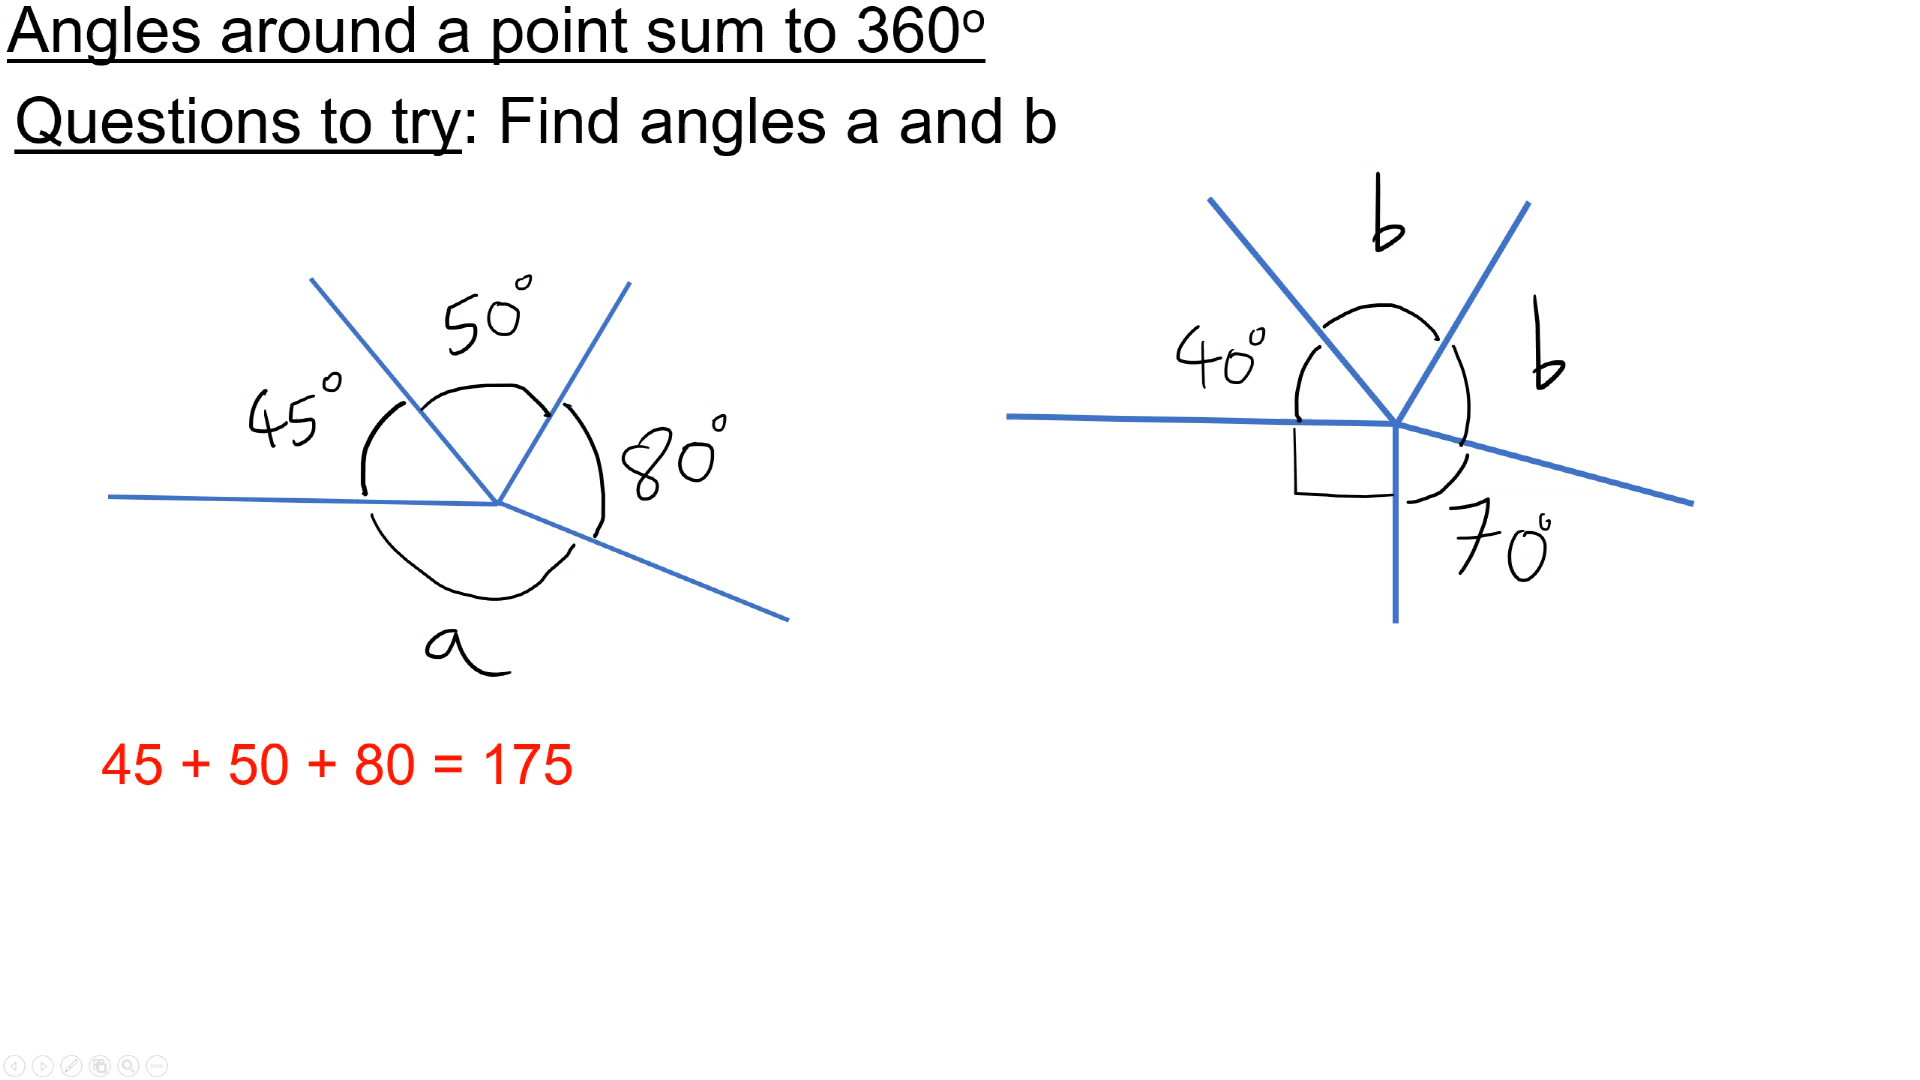 Angles around a point sum to 360º
Questions to try: Find angles a and b
50°
45°
80°
a
b
40°
b
70°
45 + 50 + 80 = 175